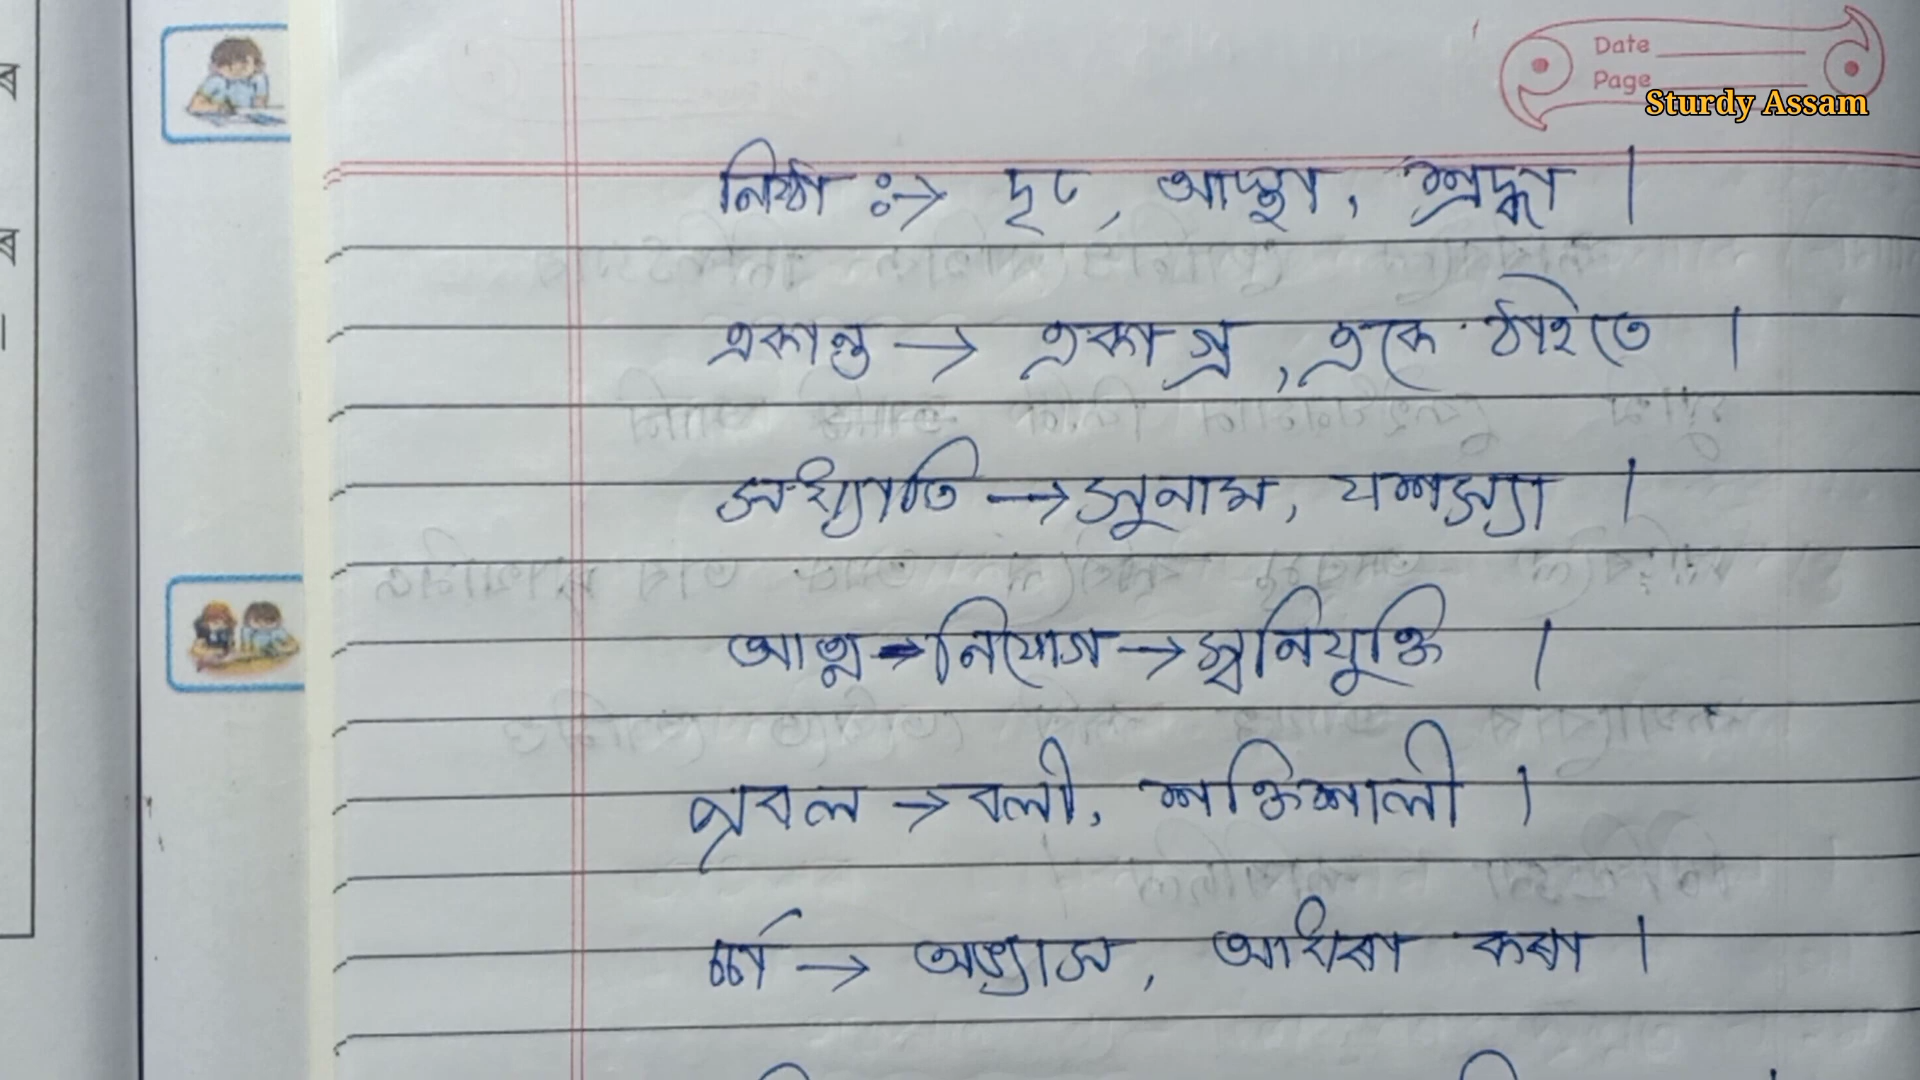 Date
Page
Sturdy Assam
নিষ্ঠা :→ দৃঢ়, আস্থা, শ্ৰদ্ধা ।
একান্ত → একাগ্ৰ, একে ঠাইতে ।
সংখ্যাতি → সুনাম, যশস্যা ।
আত্ম নিযোগ → স্বনিযুক্তি ।
প্ৰবল → বলী, শক্তিশালী ।
চৰ্চা → অভ্যাস, কৰা ।